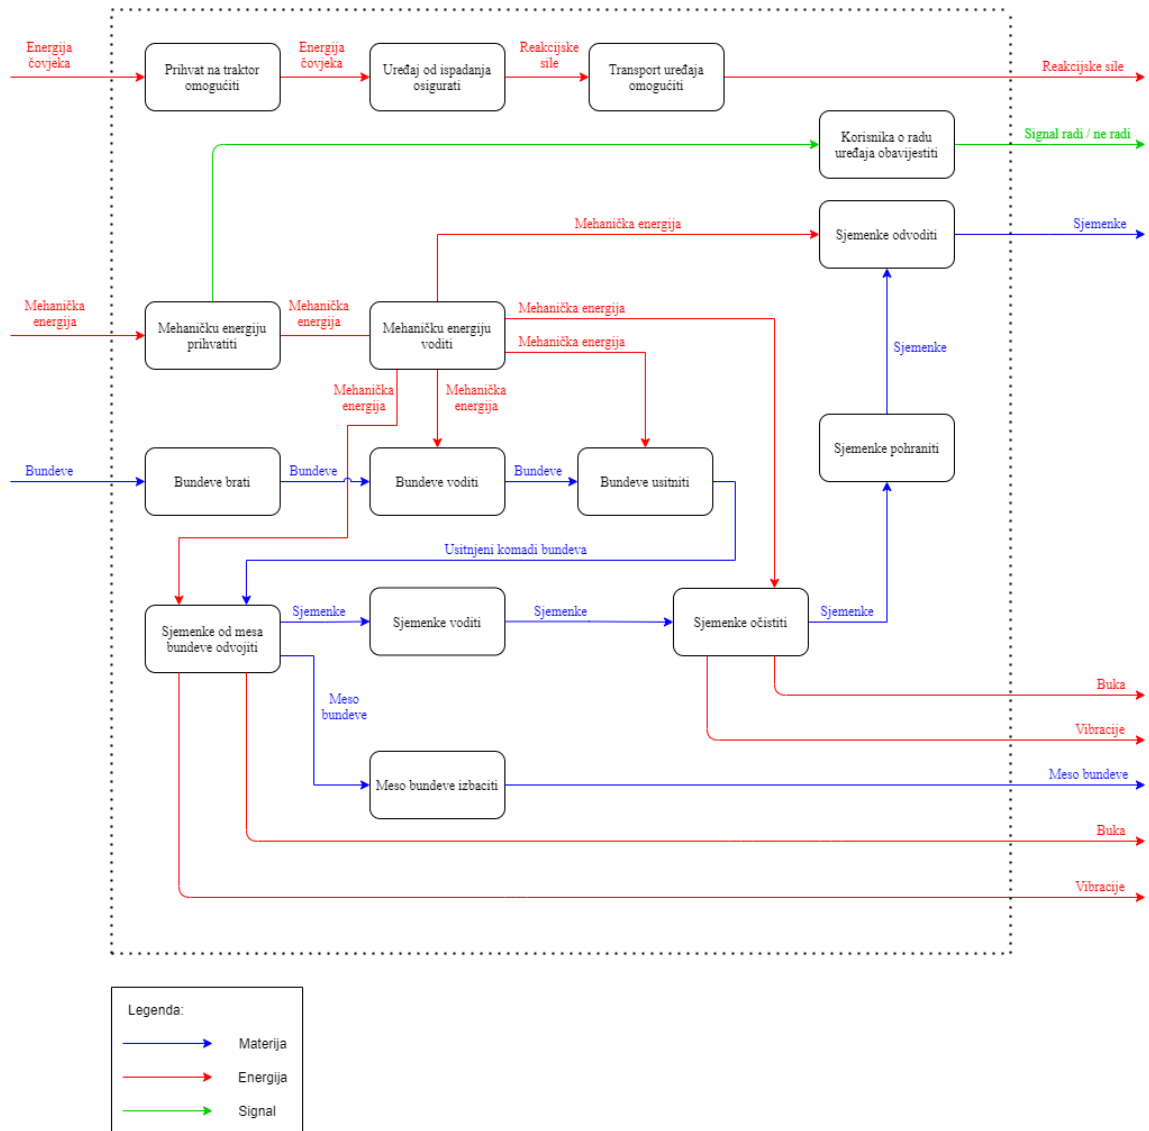 Energija
čovjeka
Prihvat na traktor
omogućiti
Energija
čovjeka
Uređaj od ispadanja
osigurati
Reakcijske
sile
Transport uređaja
omogućiti
Reakcijske sile
Korisnika o radu
uređaja obavijestiti
Signal radi / ne radi
Mehanička energija
Sjemenke odvoditi
Sjemenke
Mehanička
energija
Mehaničku energiju
prihvatiti
Mehanička
energija
Mehaničku energiju
voditi
Mehanička energija
Mehanička energija
Sjemenke
Mehanička
energija
Mehanička
energija
Sjemenke pohraniti
Bundeve
Bundeve brati
Bundeve
Bundeve voditi
Bundeve
Bundeve usitniti
Usitnjeni komadi bundeva
Sjemenke od mesa
bundeve odvojiti
Sjemenke
Sjemenke voditi
Sjemenke
Sjemenke očistiti
Sjemenke
Meso
bundeve
Buka
Vibracije
Meso bundeve izbaciti
Meso bundeve
Buka
Vibracije
Legenda:
Materija
Energija
Signal